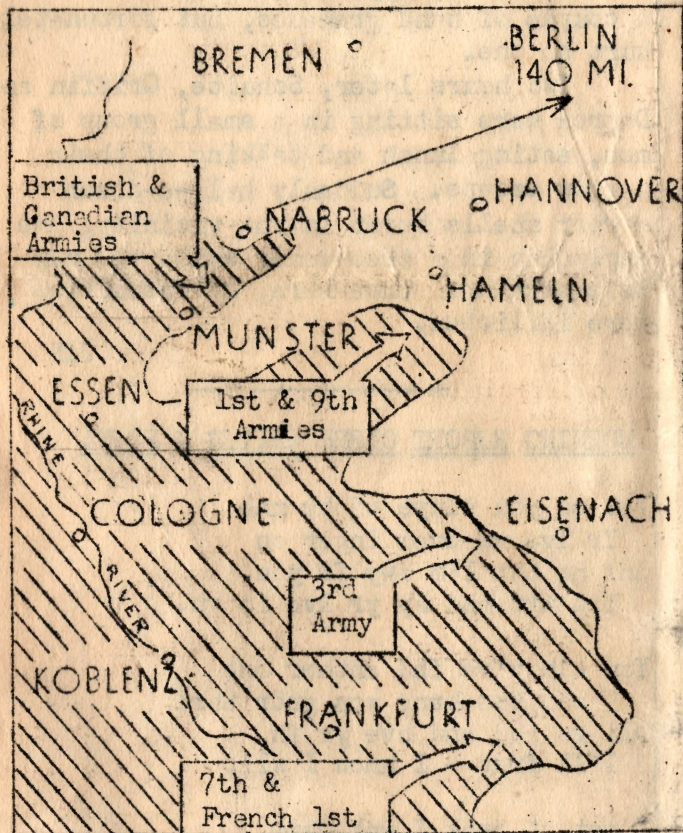 BREMEN
BERLIN
140 MI.
British &
Canadian
Armies
NABRUCK
HANNOVER
HAMELN
MUNSTER
ESSEN
1st & 9th
Armies
RHINE
RIVER
COLOGNE
EISENACH
3rd
Army
KOBLENZ
FRANKFURT
7th &
French 1st